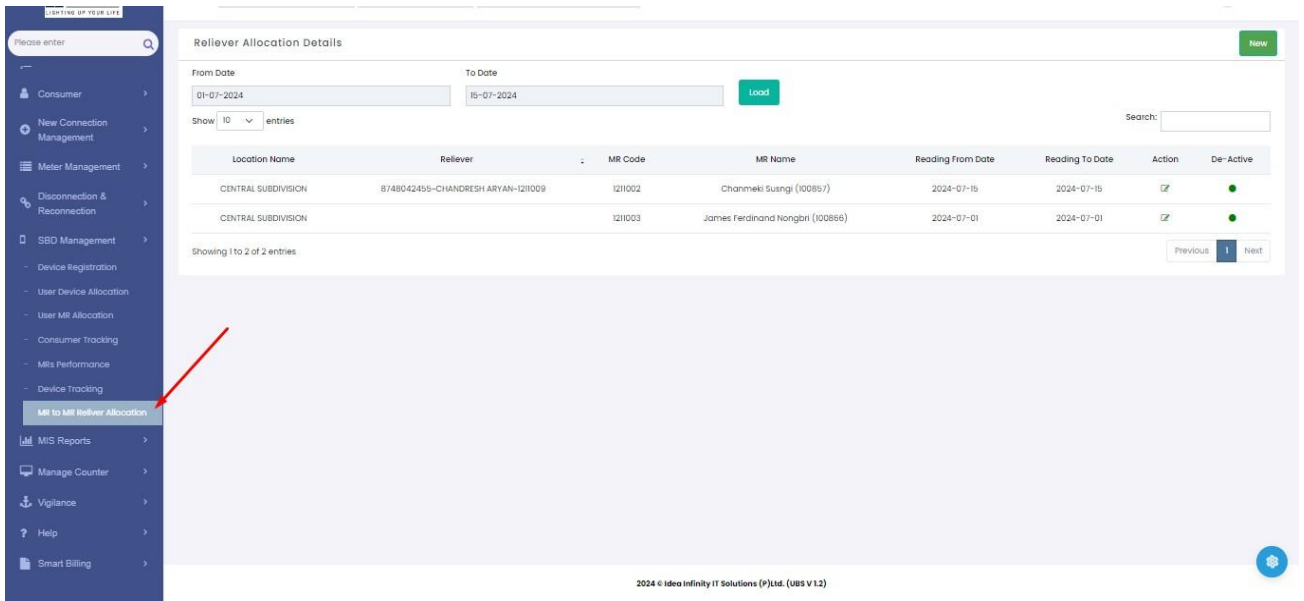 LIGHTING UP YOUR LIFE
Please enter
Consumer
New Connection
Management
Meter Management
Disconnection &
Reconnection
SBD Management
- Device Registration
- User Device Allocation
- User MR Allocation
- Consumer Tracking
- MRs Performance
- Device Tracking
MR to MR Reliver Allocation
MIS Reports
Manage Counter
Vigilance
Help
Smart Billing
Reliever Allocation Details
New
From Date To Date
01-07-2024 15-07-2024 Load
Show 10 entries Search:
Location Name Reliever MR Code MR Name Reading From Date Reading To Date Action De-Active
CENTRAL SUBDIVISION 8748042455-CHANDRESH ARYAN-1211009 1211002 Chanmeki Susngi (100857) 2024-07-15 2024-07-15
CENTRAL SUBDIVISION 1211003 James Ferdinand Nongbri (100866) 2024-07-01 2024-07-01
Showing 1 to 2 of 2 entries Previous 1 Next
2024 © Idea Infinity IT Solutions (P)Ltd. (UBS V 1.2)